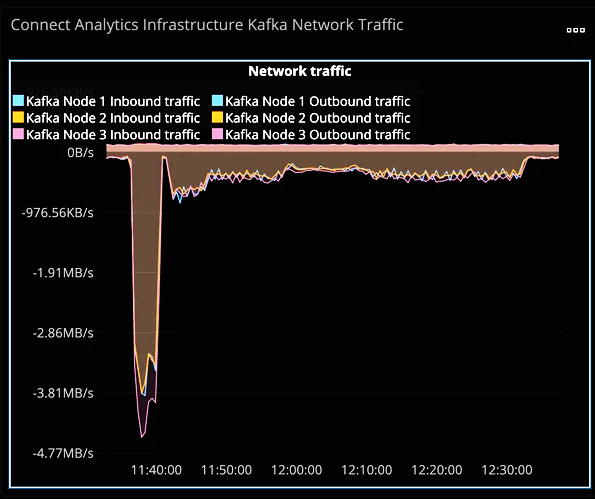 Connect Analytics Infrastructure Kafka Network Traffic
Network traffic
Kafka Node 1 Inbound traffic Kafka Node 1 Outbound traffic
Kafka Node 2 Inbound traffic Kafka Node 2 Outbound traffic
Kafka Node 3 Inbound traffic Kafka Node 3 Outbound traffic
0B/s
-976.56KB/s
-1.91MB/s
-2.86MB/s
-3.81MB/s
-4.77MB/s
11:40:00 11:50:00 12:00:00 12:10:00 12:20:00 12:30:00